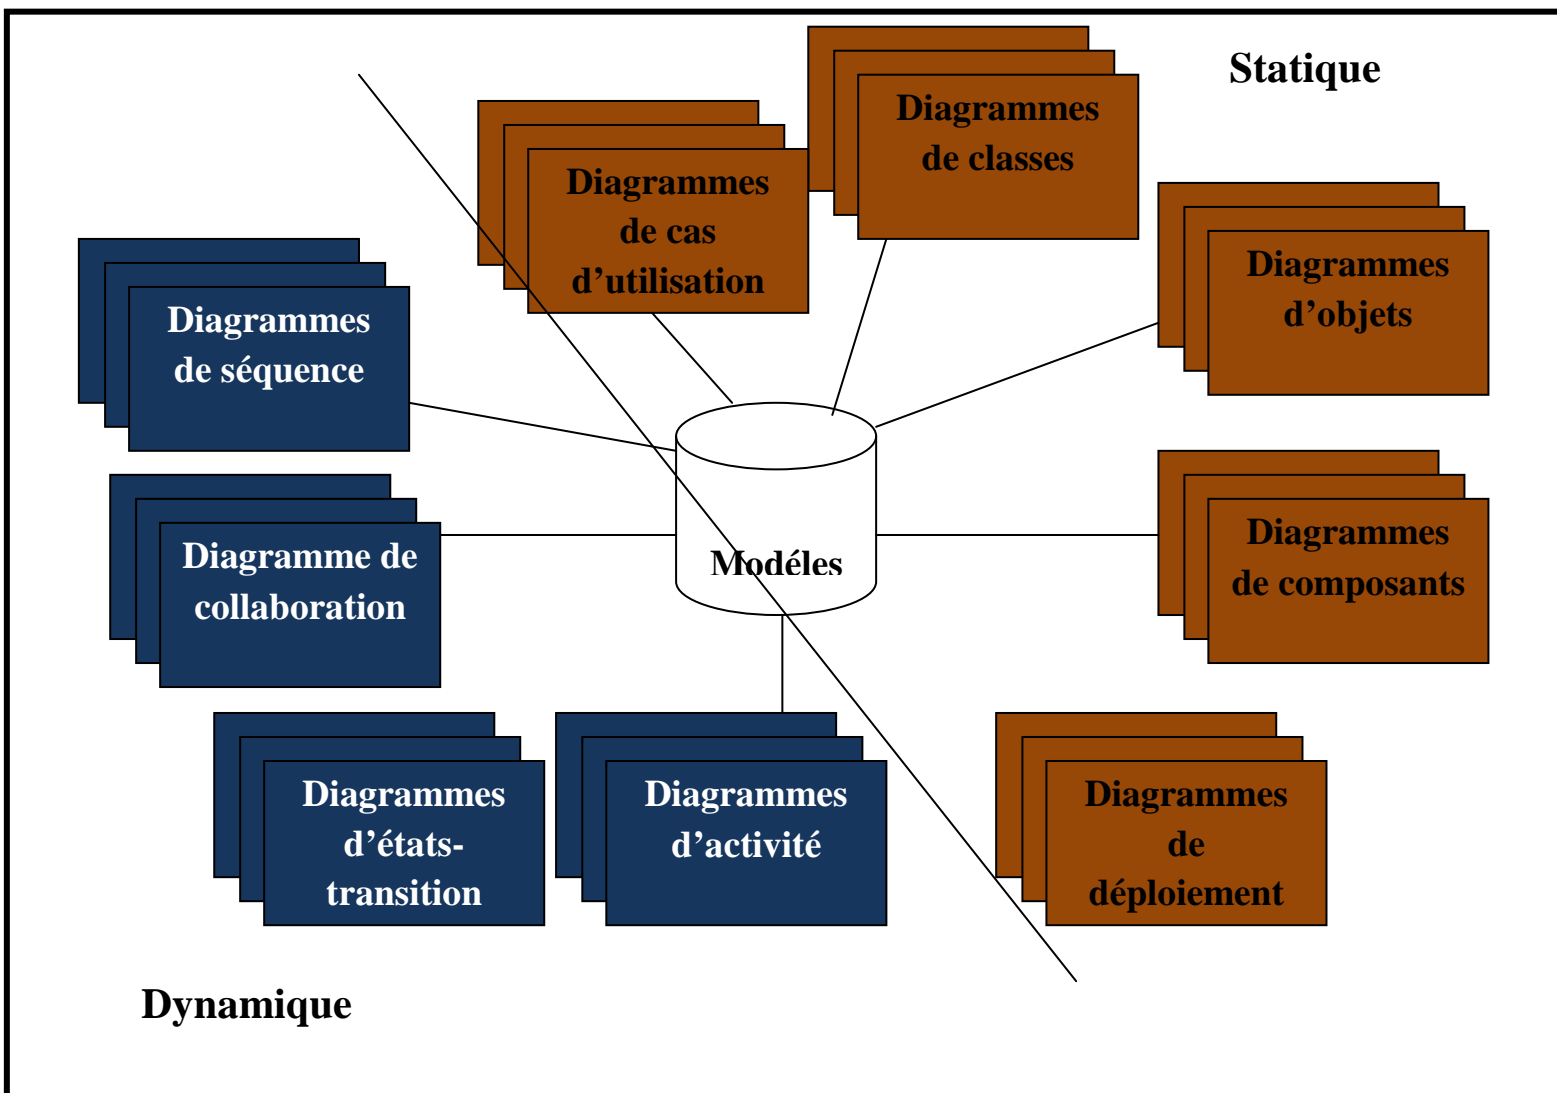 Statique
Diagrammes
de classes
Diagrammes
de cas
d’utilisation
Diagrammes
d’objets
Diagrammes
de séquence
Diagrammes
de composants
Diagramme de
collaboration
Modéles
Diagrammes
d’états-
transition
Diagrammes
d’activité
Diagrammes
de
déploiement
Dynamique